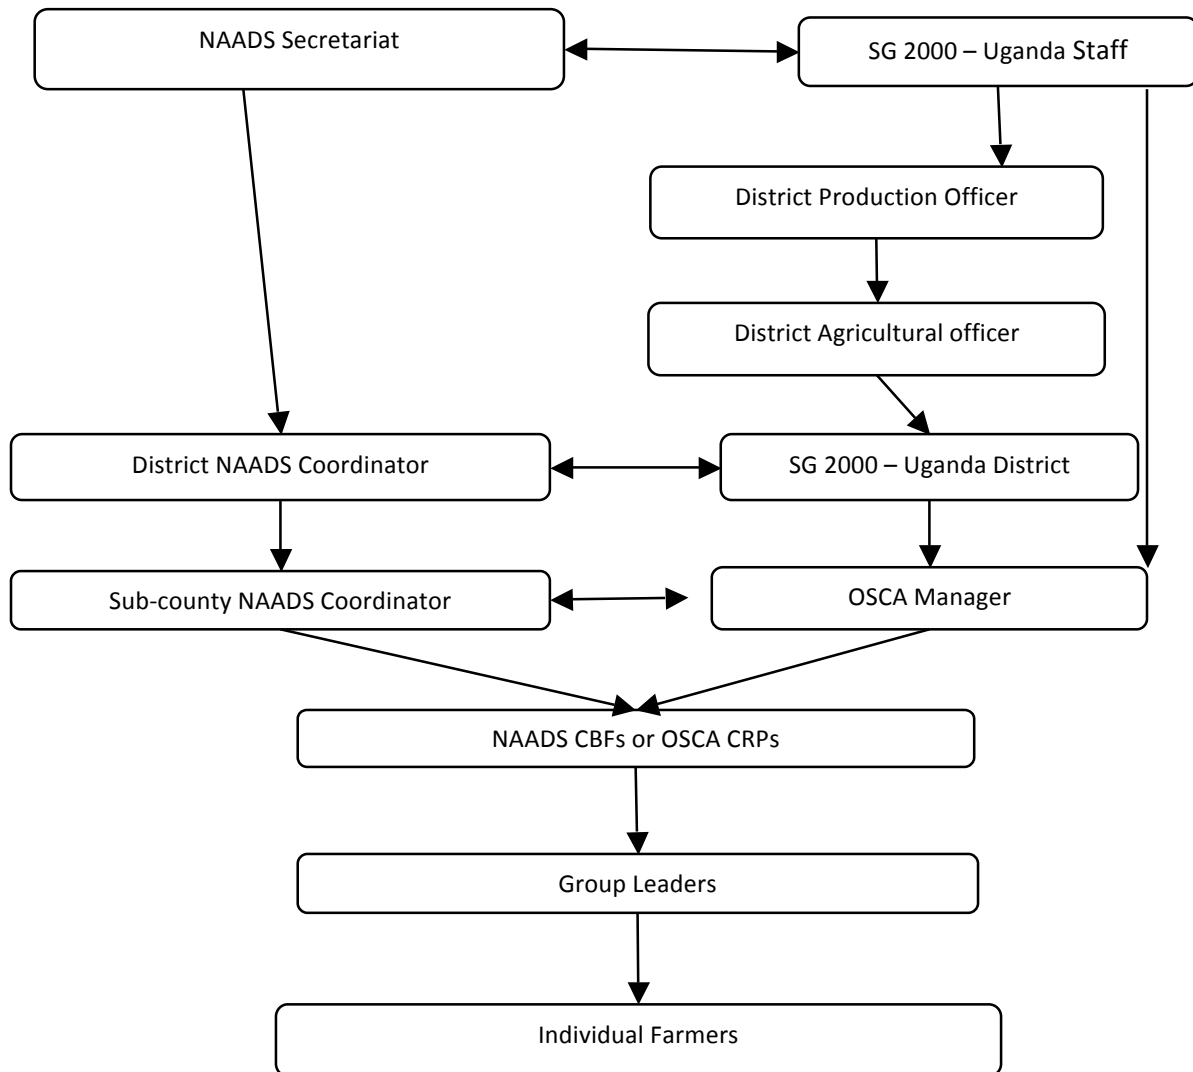 NAADS Secretariat
SG 2000 – Uganda Staff
District Production Officer
District Agricultural officer
District NAADS Coordinator
SG 2000 – Uganda District
Sub-county NAADS Coordinator
OSCA Manager
NAADS CBFs or OSCA CRPs
Group Leaders
Individual Farmers